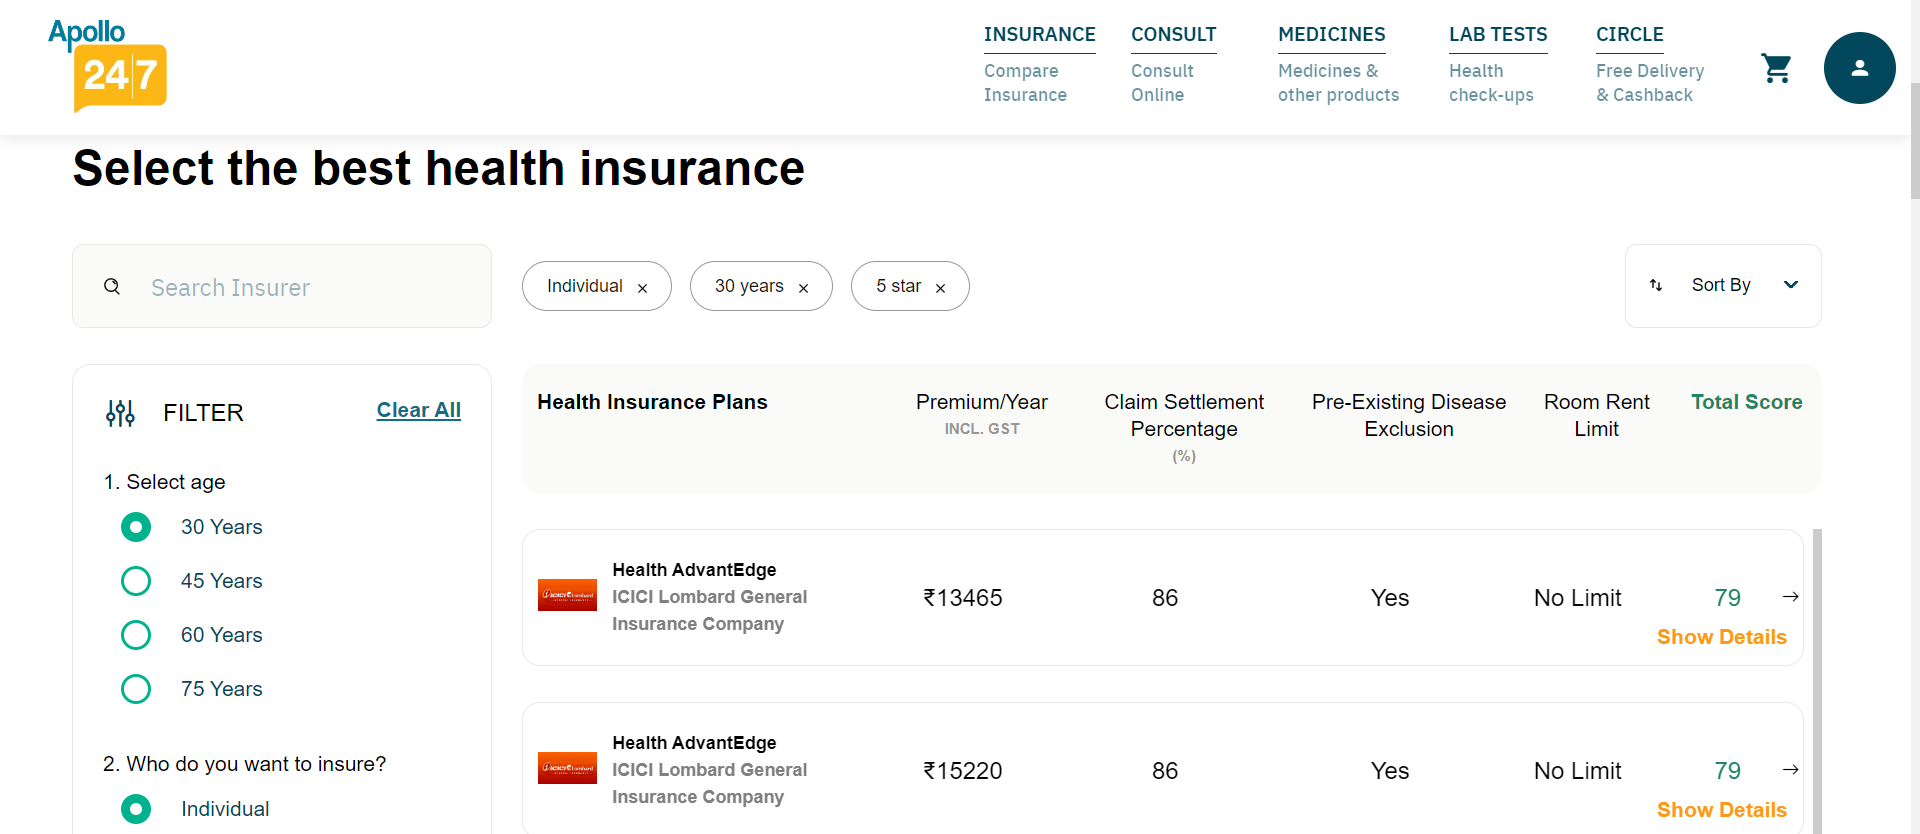 Apollo
24|7
INSURANCE
Compare
Insurance
CONSULT
Consult
Online
MEDICINES
Medicines &
other products
LAB TESTS
Health
check-ups
CIRCLE
Free Delivery
& Cashback
Select the best health insurance
Search Insurer
Individual ×
30 years ×
5 star ×
Sort By
FILTER
Clear All
1. Select age
30 Years
45 Years
60 Years
75 Years
2. Who do you want to insure?
Individual
Health Insurance Plans
Premium/Year
INCL. GST
Claim Settlement
Percentage
(%)
Pre-Existing Disease
Exclusion
Room Rent
Limit
Total Score
Health AdvantEdge
ICICI Lombard General
Insurance Company
ICICI Lombard
₹13465
86
Yes
No Limit
79
Show Details
Health AdvantEdge
ICICI Lombard General
Insurance Company
ICICI Lombard
₹15220
86
Yes
No Limit
79
Show Details